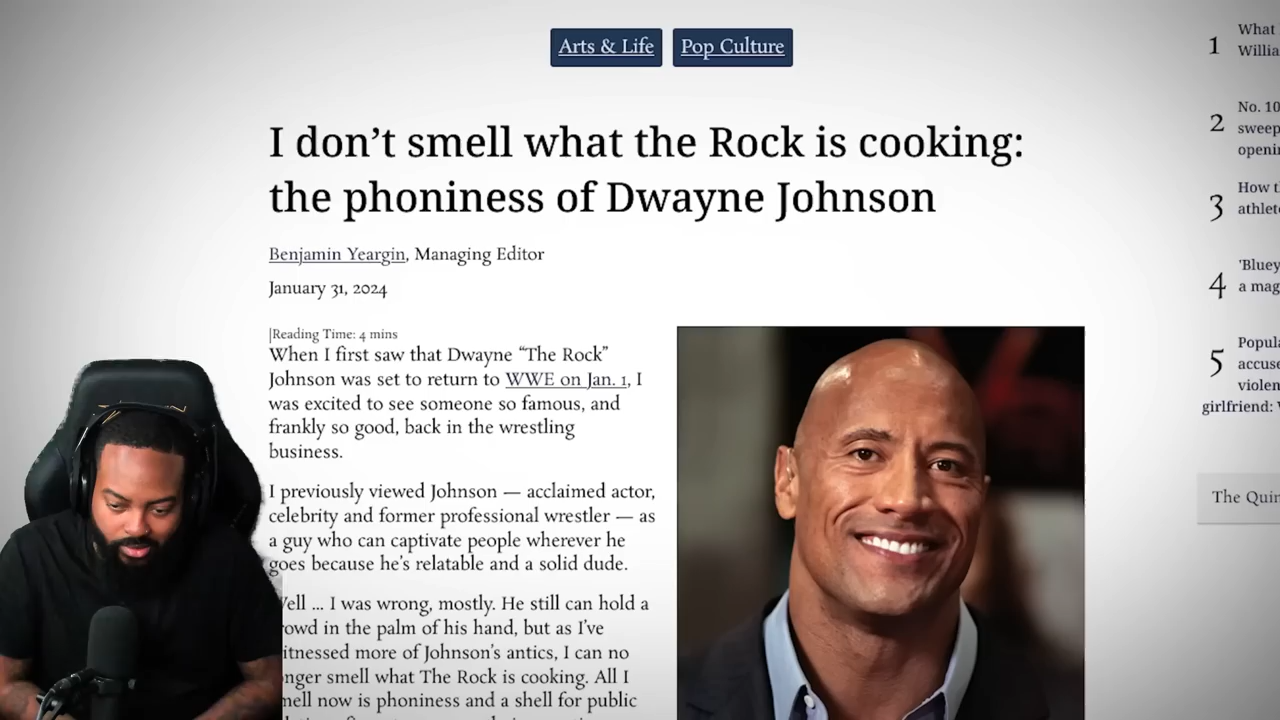 Arts & Life
Pop Culture
I don't smell what the Rock is cooking:
the phoniness of Dwayne Johnson
Benjamin Yeargin, Managing Editor
January 31, 2024
|Reading Time: 4 mins
When I first saw that Dwayne “The Rock”
Johnson was set to return to WWE on Jan. 1, I
was excited to see someone so famous, and
frankly so good, back in the wrestling
business.
I previously viewed Johnson — acclaimed actor,
celebrity and former professional wrestler — as
a guy who can captivate people wherever he
goes because he's relatable and a solid dude.
Well ... I was wrong, mostly. He still can hold a
crowd in the palm of his hand, but as I've
witnessed more of Johnson's antics, I can no
longer smell what The Rock is cooking. All I
smell now is phoniness and a shell for public
1
What
2
No. 10
sweep
3
How
athlete
4
'Bluey
a mag
5
Popula
accuse
violen
girlfriend:
The Quin